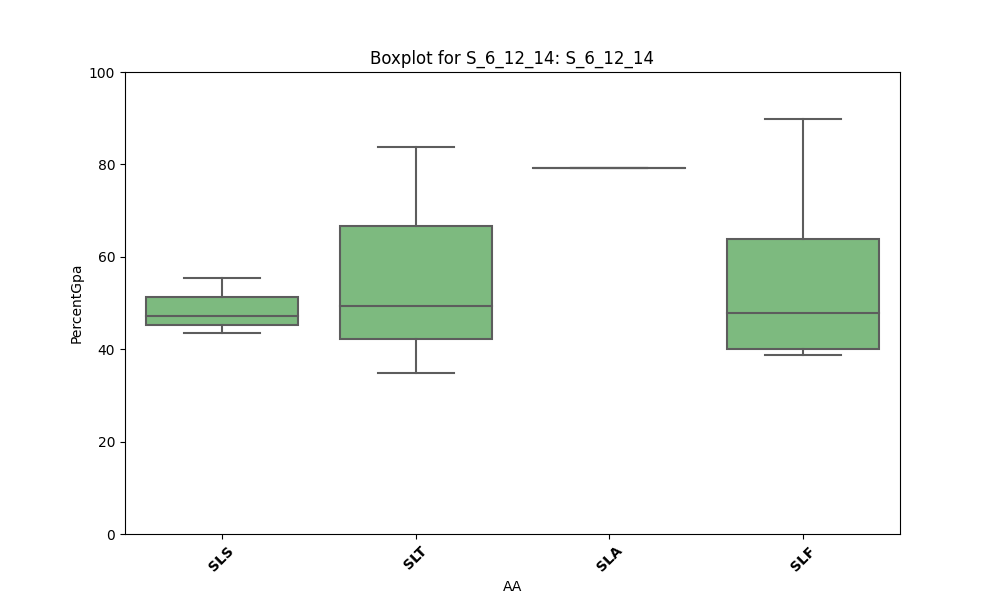 Boxplot for S_6_12_14: S_6_12_14
100
80
60
40
20
0
PercentGpa
SLS
SLT
SLA
SLF
AA